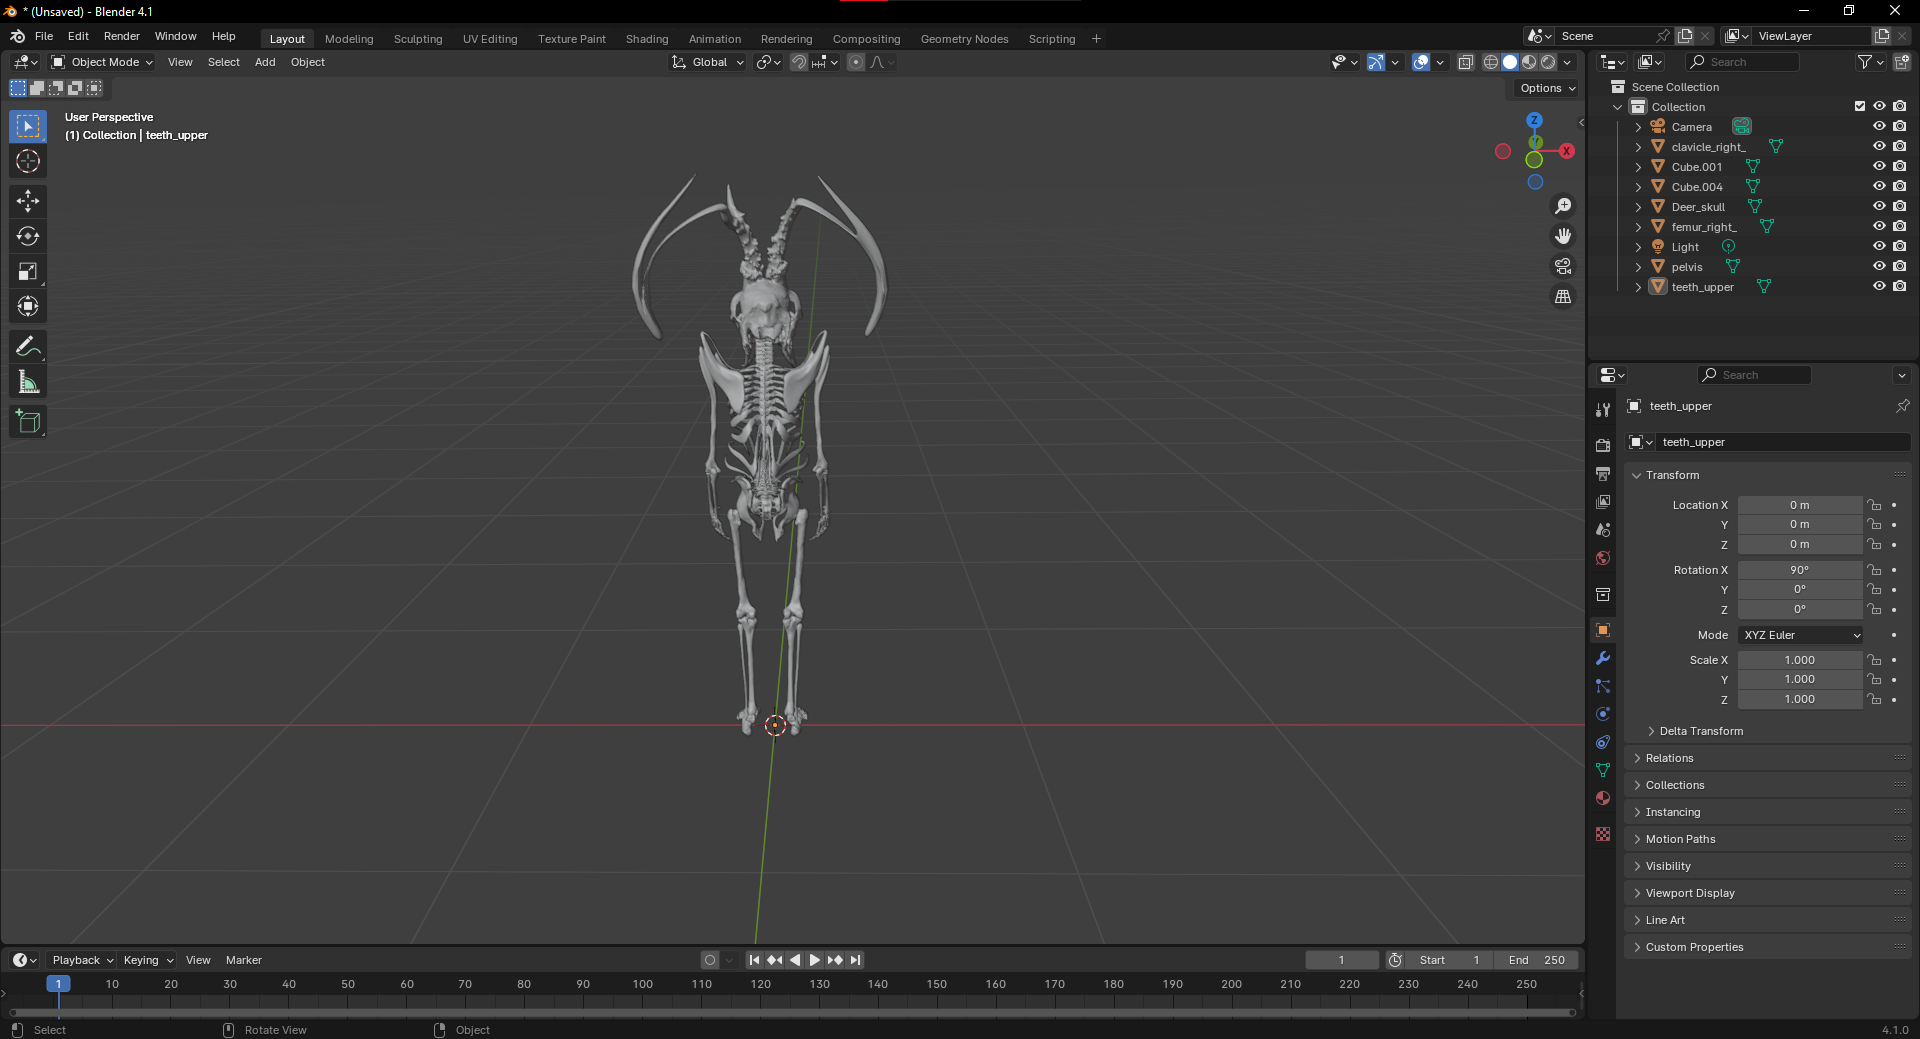 * (Unsaved) - Blender 4.1
File Edit Render Window Help
Layout Modeling Sculpting UV Editing Texture Paint Shading Animation Rendering Compositing Geometry Nodes Scripting +
Scene
ViewLayer
Object Mode View Select Add Object
Global
Search
Options
User Perspective
(1) Collection | teeth_upper
Z
Y
X
Scene Collection
Collection
Camera
clavicle_right_
Cube.001
Cube.004
Deer_skull
femur_right_
Light
pelvis
teeth_upper
Search
teeth_upper
teeth_upper
Transform
Location X 0 m
Y 0 m
Z 0 m
Rotation X 90°
Y 0°
Z 0°
Mode XYZ Euler
Scale X 1.000
Y 1.000
Z 1.000
Delta Transform
Relations
Collections
Instancing
Motion Paths
Visibility
Viewport Display
Line Art
Custom Properties
Playback Keying View Marker
1
Start 1 End 250
1 10 20 30 40 50 60 70 80 90 100 110 120 130 140 150 160 170 180 190 200 210 220 230 240 250
Select Rotate View Object
4.1.0